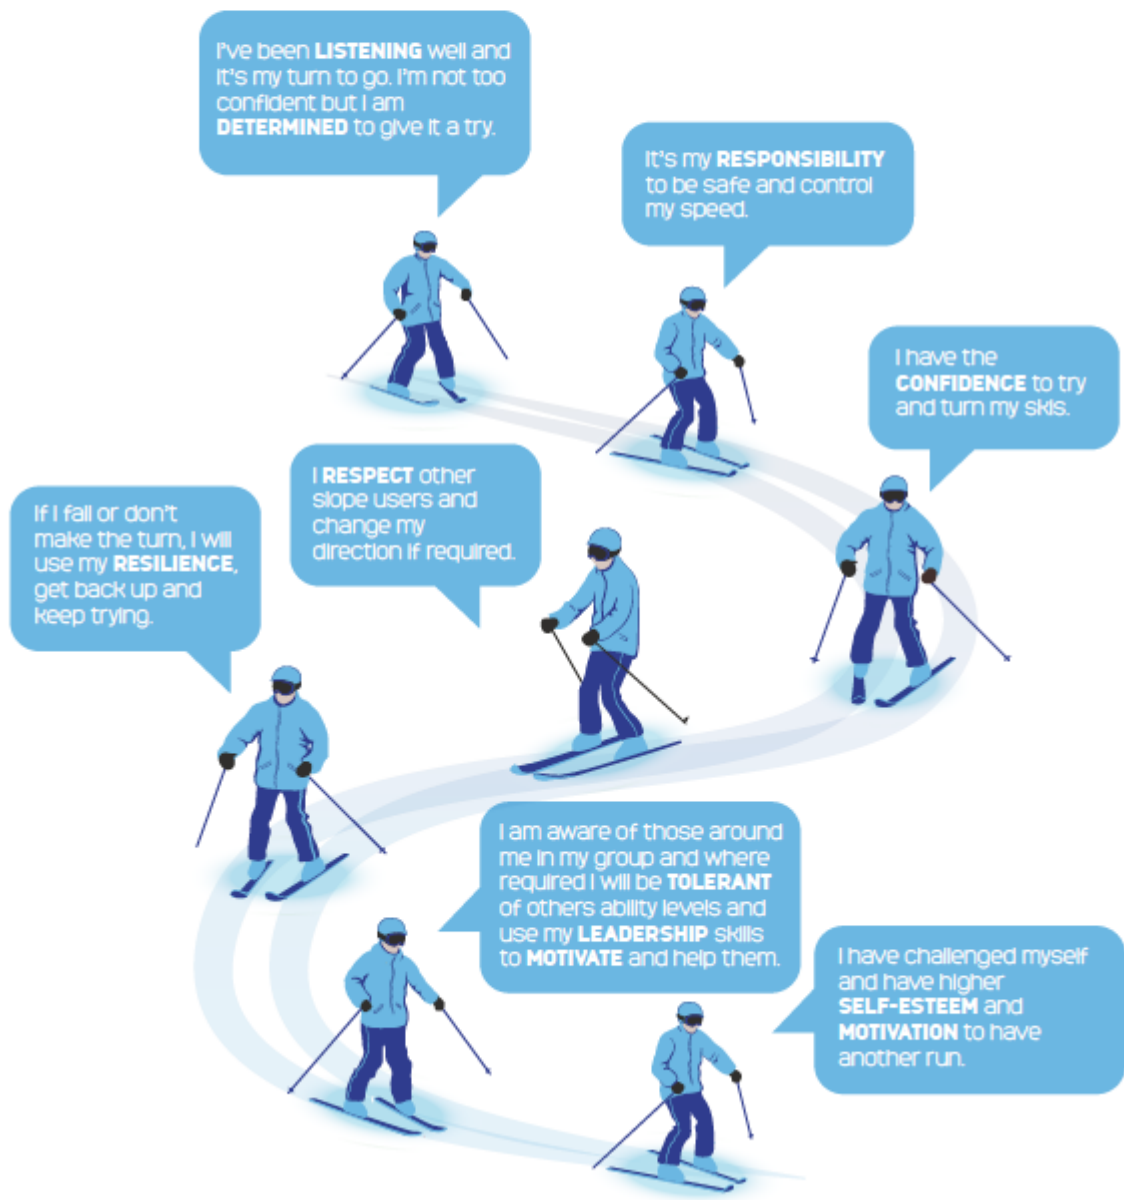 I've been LISTENING well and
it's my turn to go. I'm not too
confident but I am
DETERMINED to give it a try.
It's my RESPONSIBILITY
to be safe and control
my speed.
I have the
CONFIDENCE to try
and turn my skis.
I RESPECT other
slope users and
change my
direction if required.
If I fall or don't
make the turn, I will
use my RESILIENCE,
get back up and
keep trying.
I am aware of those around
me in my group and where
required I will be TOLERANT
of others ability levels and
use my LEADERSHIP skills
to MOTIVATE and help them.
I have challenged myself
and have higher
SELF-ESTEEM and
MOTIVATION to have
another run.